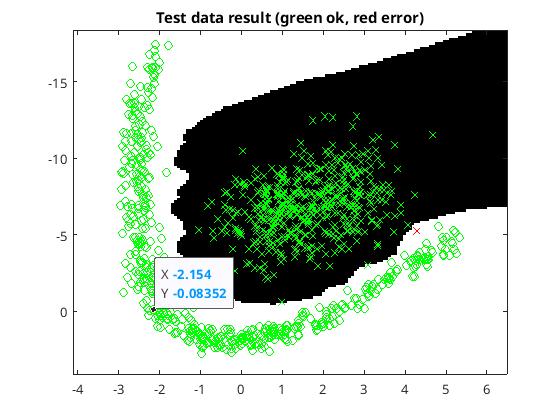 Test data result (green ok, red error)
-15
-10
-5
0
X -2.154
Y -0.08352
-4 -3 -2 -1 0 1 2 3 4 5 6